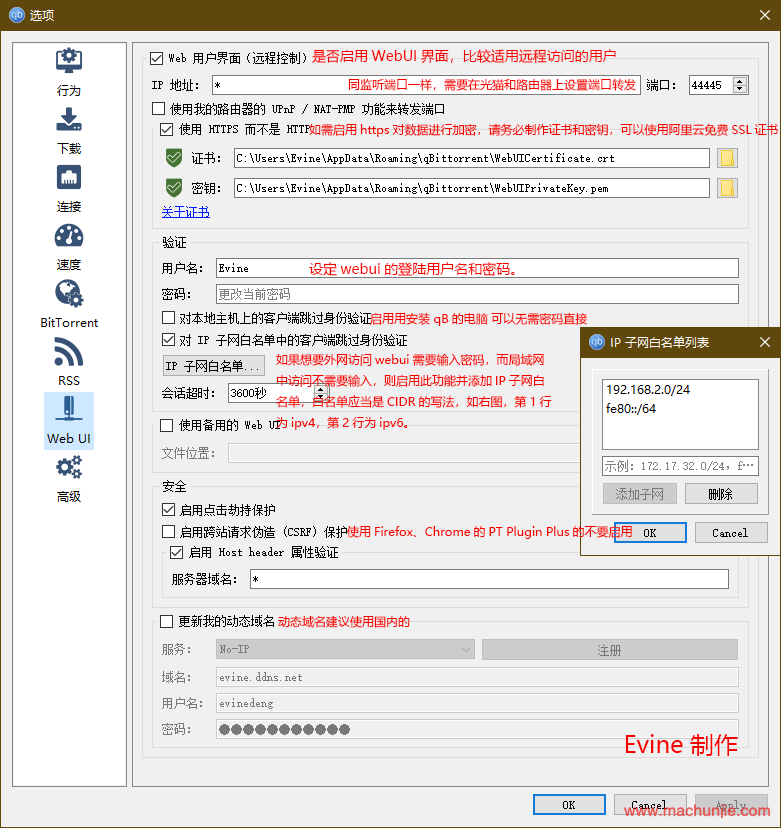 选项
行为
下载
连接
速度
BitTorrent
RSS
Web UI
高级
Web 用户界面（远程控制） 是否启用 WebUI 界面，比较适用远程访问的用户
IP 地址： * 同监听端口一样，需要在光猫和路由器上设置端口转发 端口： 44445
使用我的路由器的 UPnP / NAT-PMP 功能来转发端口
使用 HTTPS 而不是 HTTP 如需启用 https 对数据进行加密，请务必制作证书和密钥，可以使用阿里云免费 SSL 证书
证书： C:\Users\Evine\AppData\Roaming\qBittorrent\WebUICertificate.crt
密钥： C:\Users\Evine\AppData\Roaming\qBittorrent\WebUIPrivateKey.pem
关于证书
验证
用户名： Evine 设定 webui 的登陆用户名和密码。
密码： 更改当前密码
对本地主机上的客户端跳过身份验证 启用用安装 qB 的电脑 可以无需密码直接
对 IP 子网白名单中的客户端跳过身份验证
IP 子网白名单...
会话超时： 3600秒
如果想要外网访问 webui 需要输入密码，而局域网
中访问不需要输入，则启用此功能并添加 IP 子网白
名单，白名单应当是 CIDR 的写法，如右图，第 1 行
为 ipv4，第 2 行为 ipv6。
使用备用的 Web UI
文件位置：
安全
启用点击劫持保护
启用跨站请求伪造（CSRF）保护 使用 Firefox、Chrome 的 PT Plugin Plus 的不要启用
启用 Host header 属性验证
服务器域名： *
更新我的动态域名 动态域名建议使用国内的
服务： No-IP 注册
域名： evine.ddns.net
用户名： evinedeng
密码： ●●●●●●●●●●●
Evine 制作
OK Cancel Apply
www.machunjie.com
IP 子网白名单列表
192.168.2.0/24
fe80::/64
示例：172.17.32.0/24, f…
添加子网 删除
OK Cancel